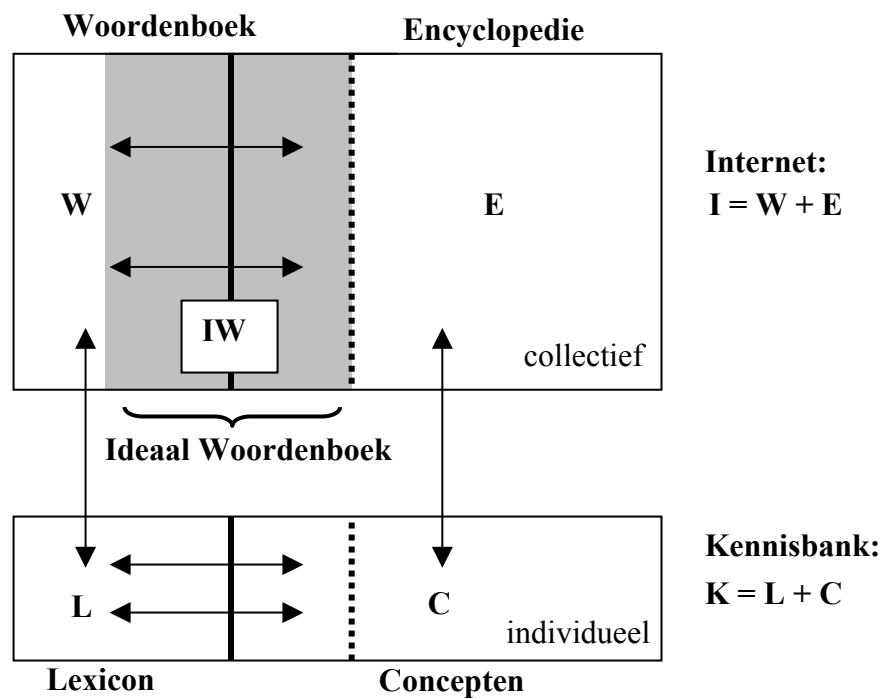 Woordenboek
Encyclopedie
W
E
IW
collectief
Internet:
I = W + E
Ideaal Woordenboek
L
C
individueel
Kennisbank:
K = L + C
Lexicon
Concepten